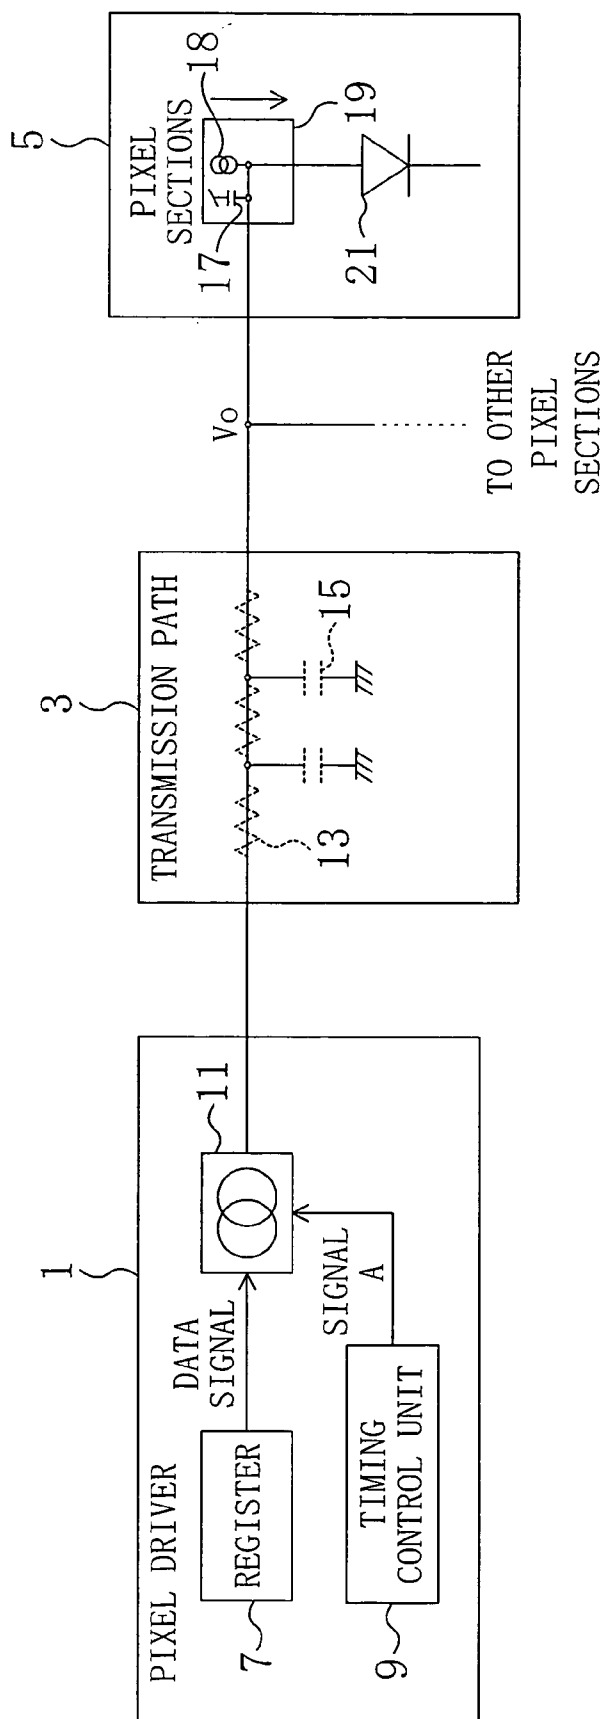 1
PIXEL DRIVER
REGISTER
7
DATA
SIGNAL
11
TIMING
CONTROL UNIT
9
SIGNAL
A
3
TRANSMISSION PATH
13
15
Vo
TO OTHER
PIXEL
SECTIONS
5
PIXEL
SECTIONS
17
18
19
21